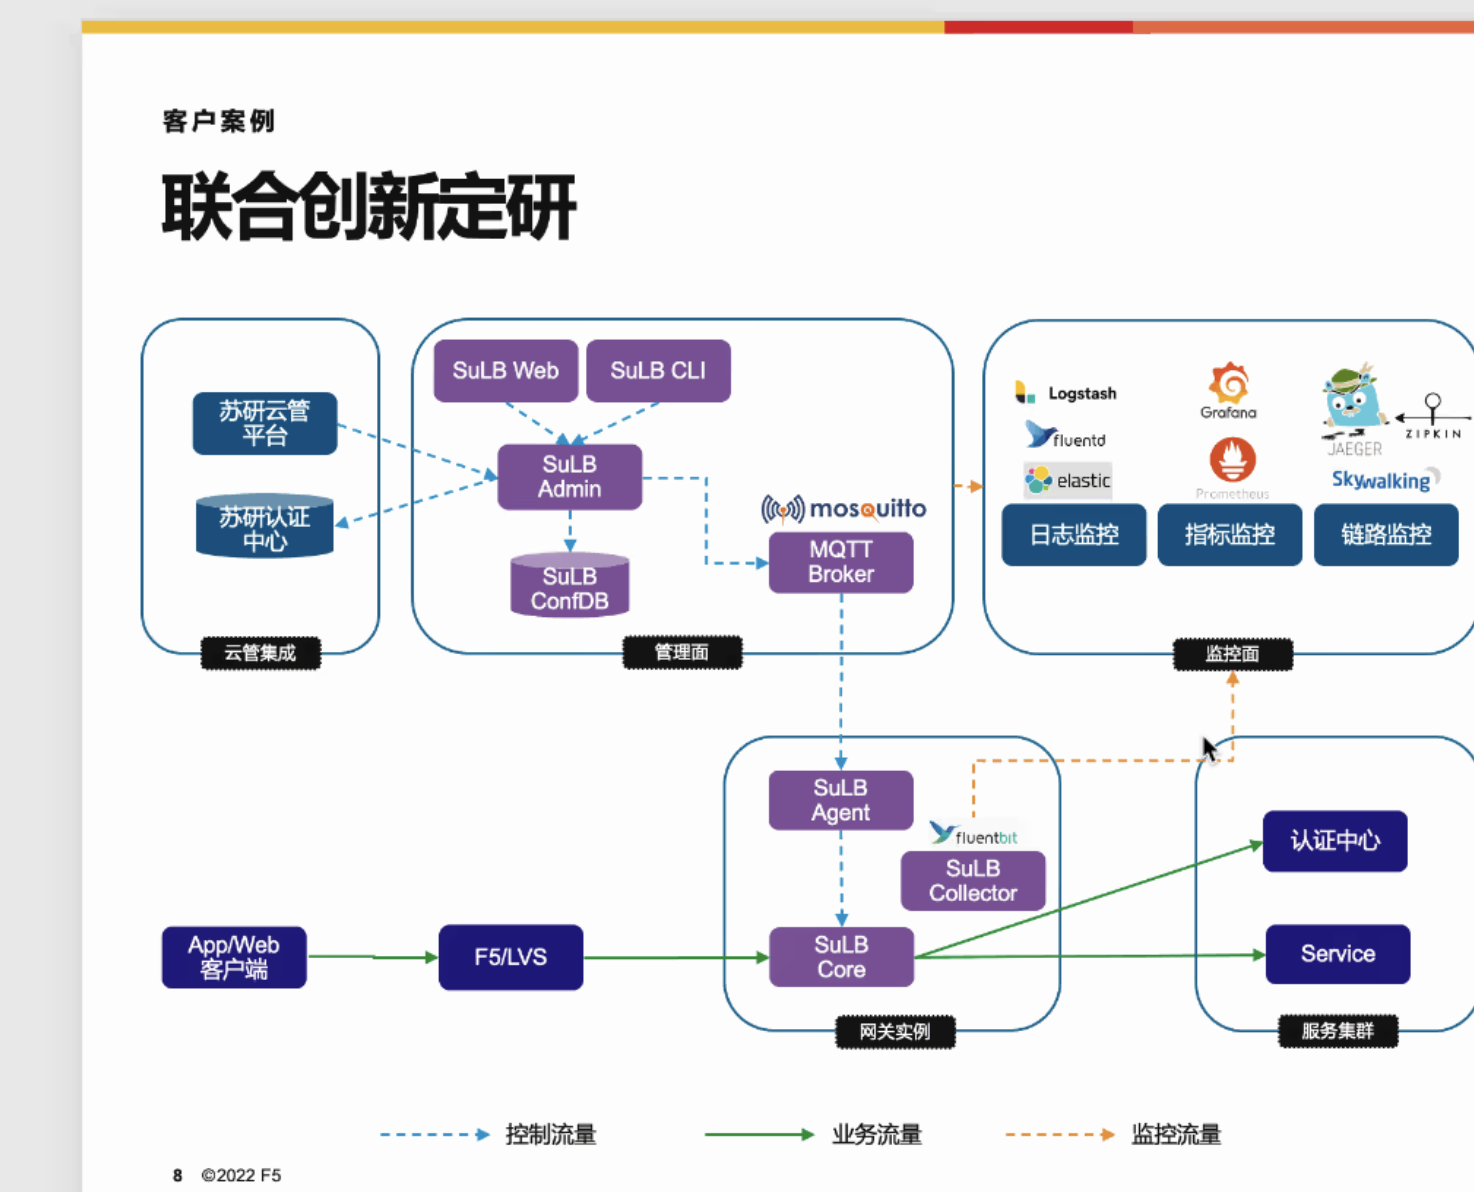 客户案例
联合创新定研
SuLB Web
SuLB CLI
苏研云管
平台
SuLB
Admin
苏研认证
中心
SuLB
ConfDB
mosquitto
MQTT
Broker
Logstash
fluentd
elastic
Grafana
Prometheus
JAEGER
ZIPKIN
Skywalking
日志监控
指标监控
链路监控
云管集成
管理面
监控面
SuLB
Agent
fluentbit
SuLB
Collector
认证中心
App/Web
客户端
F5/LVS
SuLB
Core
Service
网关实例
服务集群
控制流量
业务流量
监控流量
8 ©2022 F5